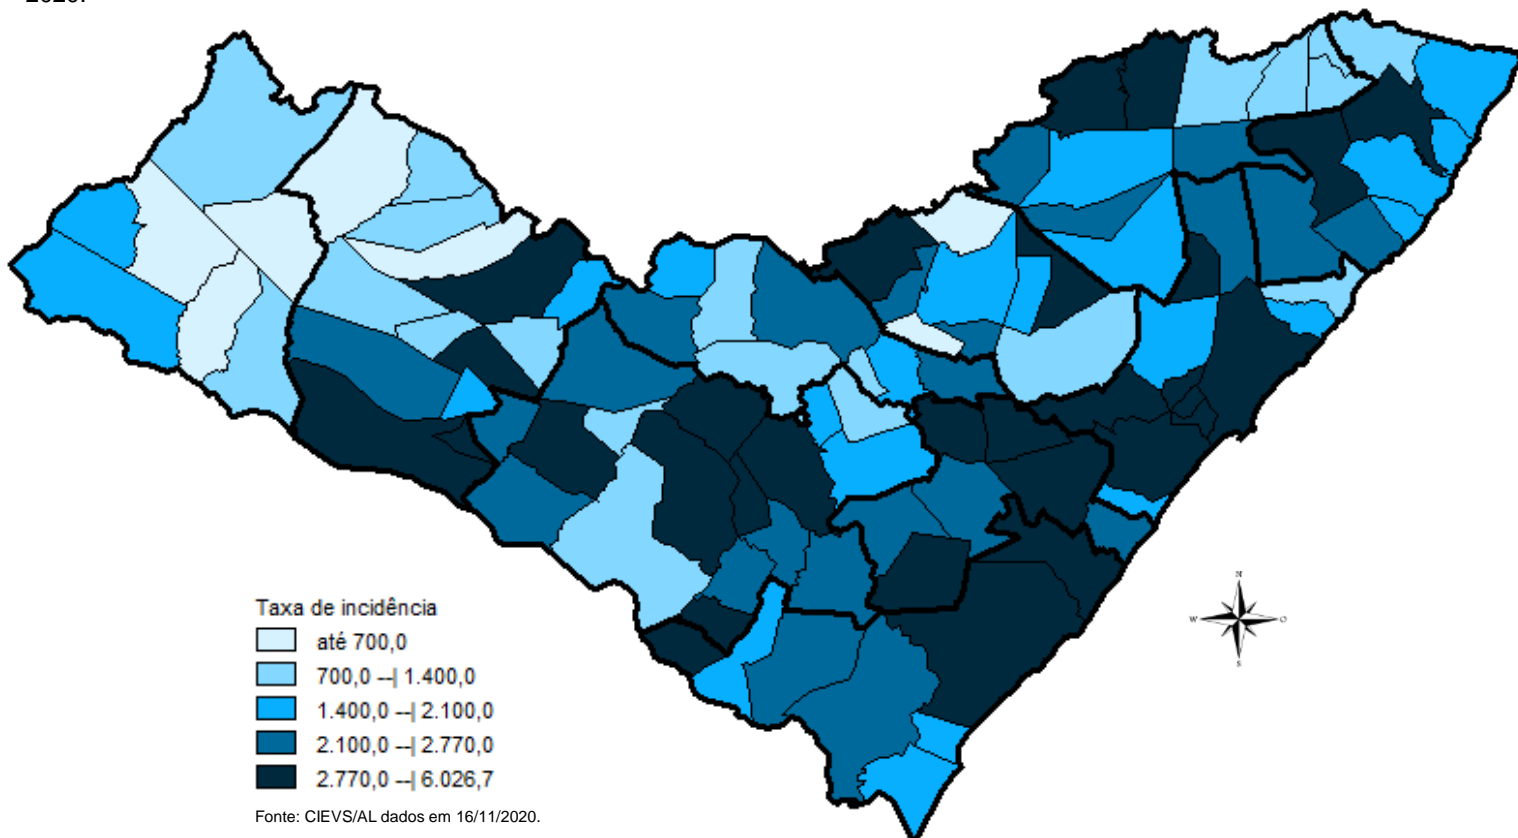 2020.
Taxa de incidência
até 700,0
700,0 --| 1.400,0
1.400,0 --| 2.100,0
2.100,0 --| 2.770,0
2.770,0 --| 6.026,7
Fonte: CIEVS/AL dados em 16/11/2020.
N
W
O
S